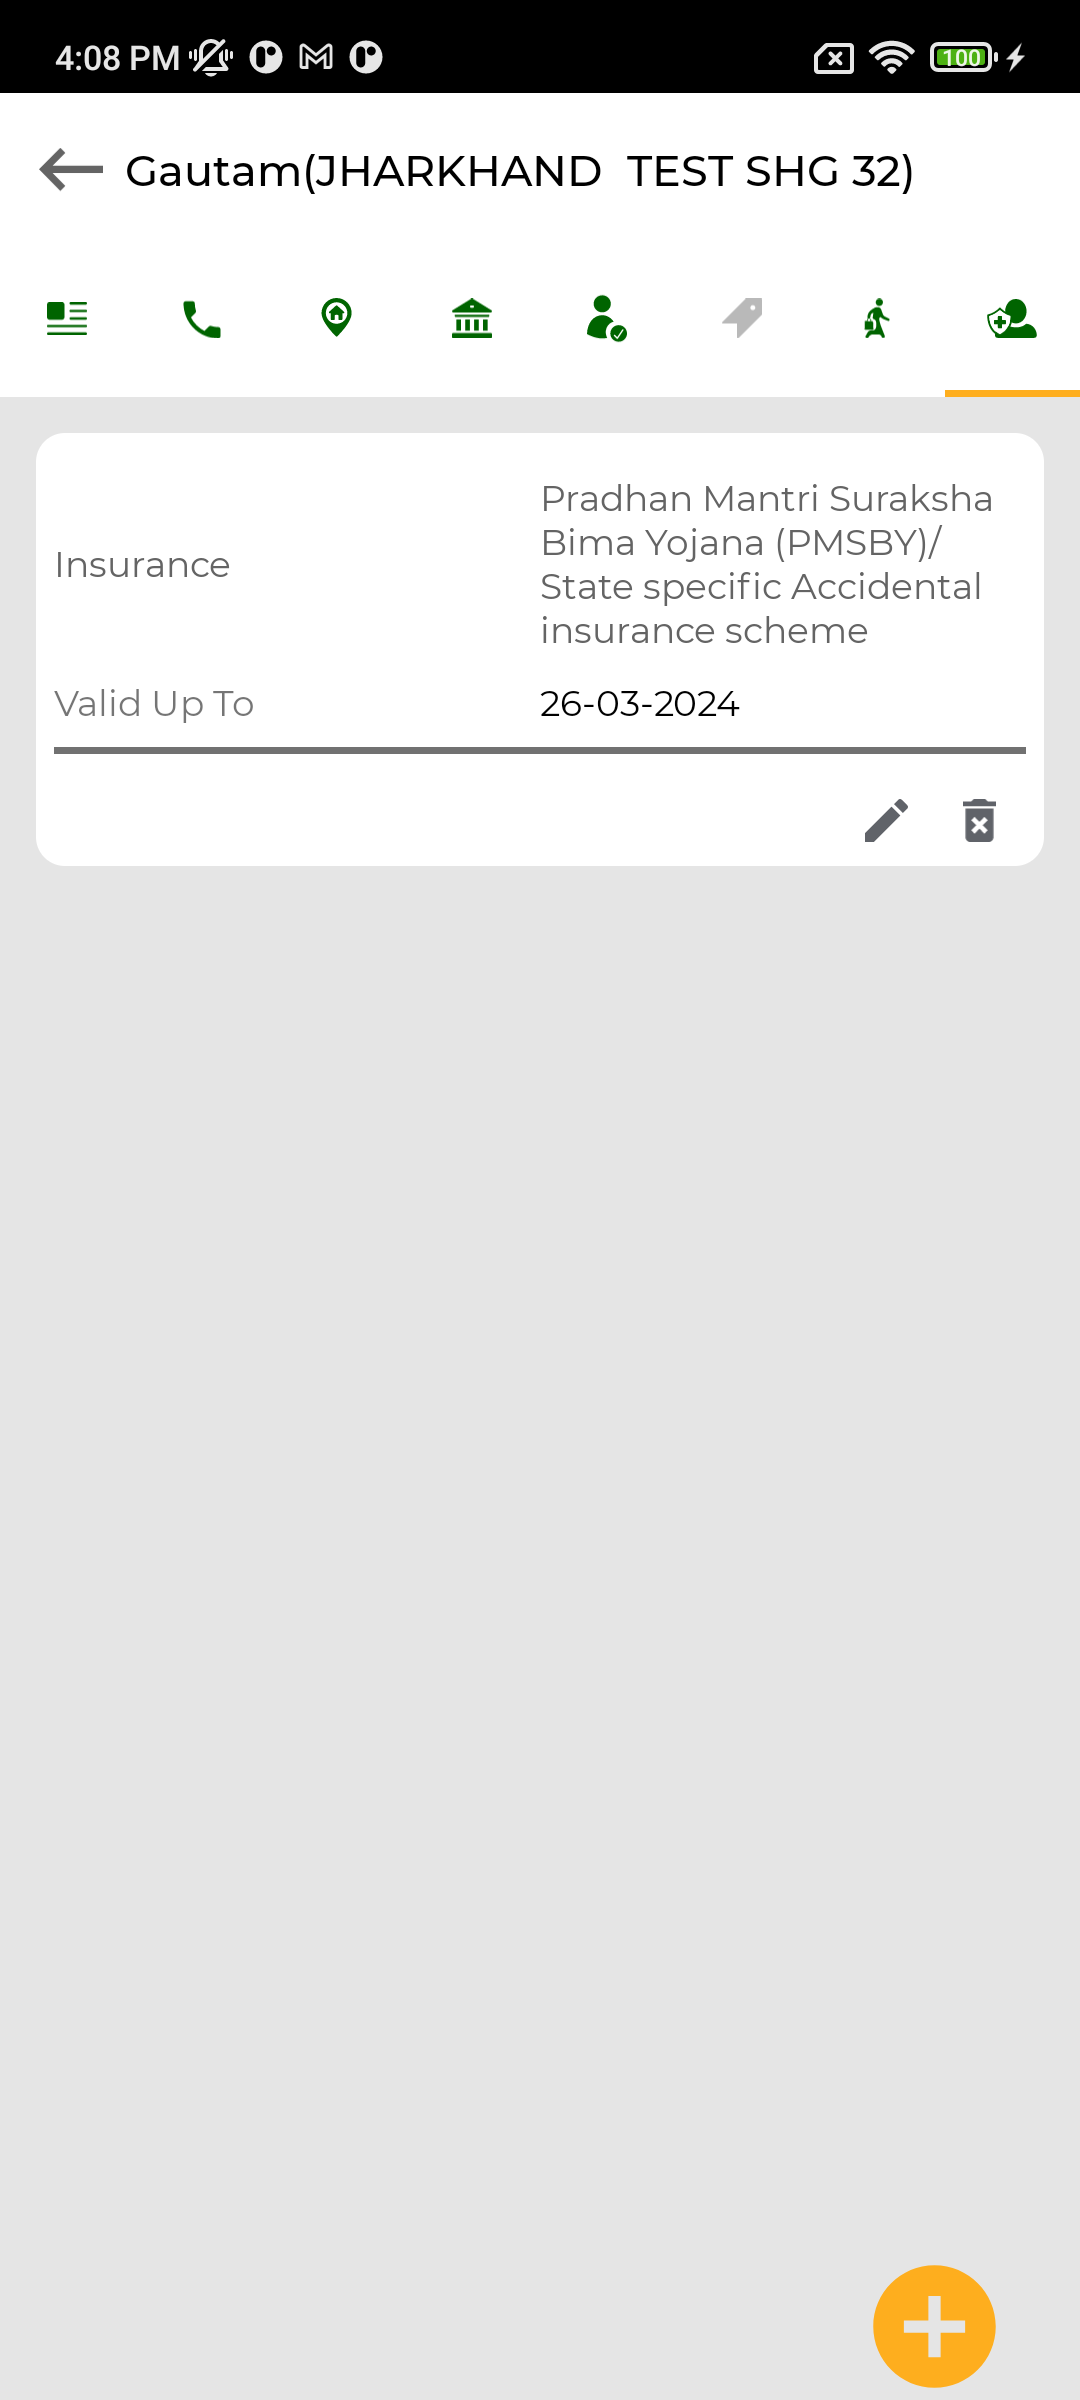 4:08 PM
100
Gautam(JHARKHAND  TEST SHG 32)
Insurance
Pradhan Mantri Suraksha
Bima Yojana (PMSBY)/
State specific Accidental
insurance scheme
Valid Up To
26-03-2024